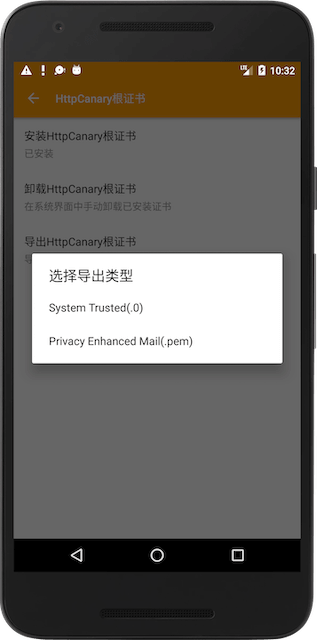 LTE
10:32
HttpCanary根证书
安装HttpCanary根证书
已安装
卸载HttpCanary根证书
在系统界面中手动卸载已安装证书
导出HttpCanary根证书
选择导出类型
System Trusted(.0)
Privacy Enhanced Mail(.pem)